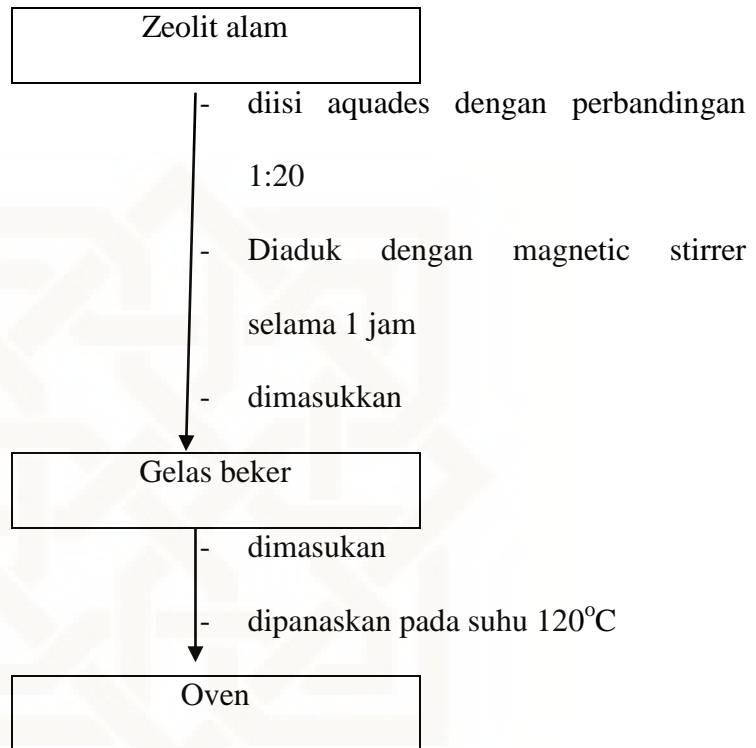 Zeolit alam
- diisi aquades dengan perbandingan
1:20
- Diaduk dengan magnetic stirrer
selama 1 jam
- dimasukkan
Gelas beker
- dimasukan
- dipanaskan pada suhu 120°C
Oven